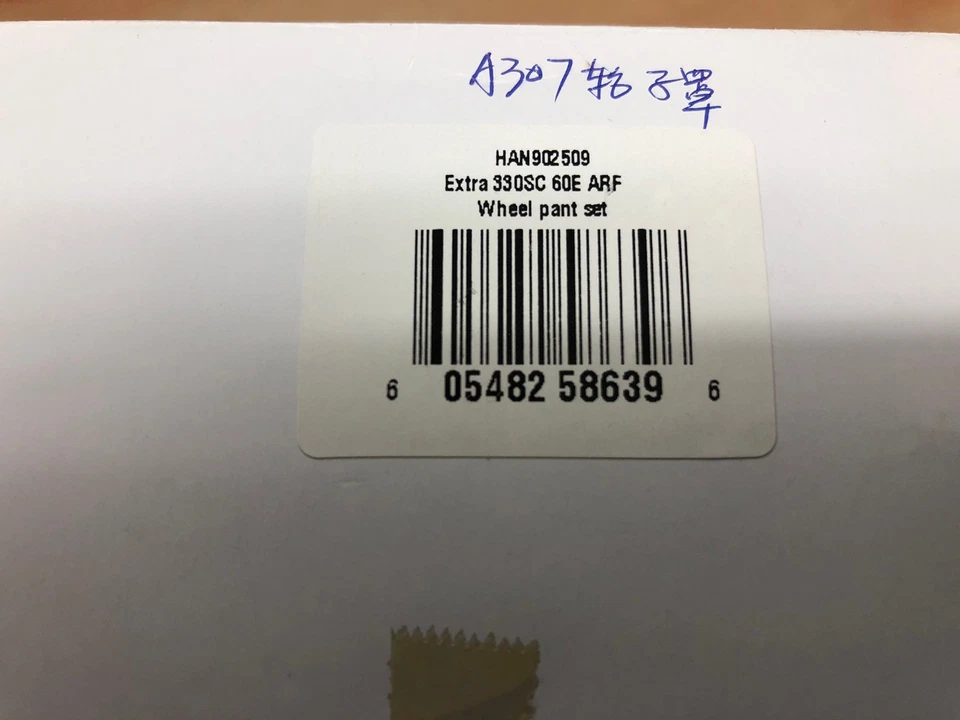 A307轮子罩
HAN902509
Extra 330SC 60E ARF
Wheel pant set
6 05482 58639 6